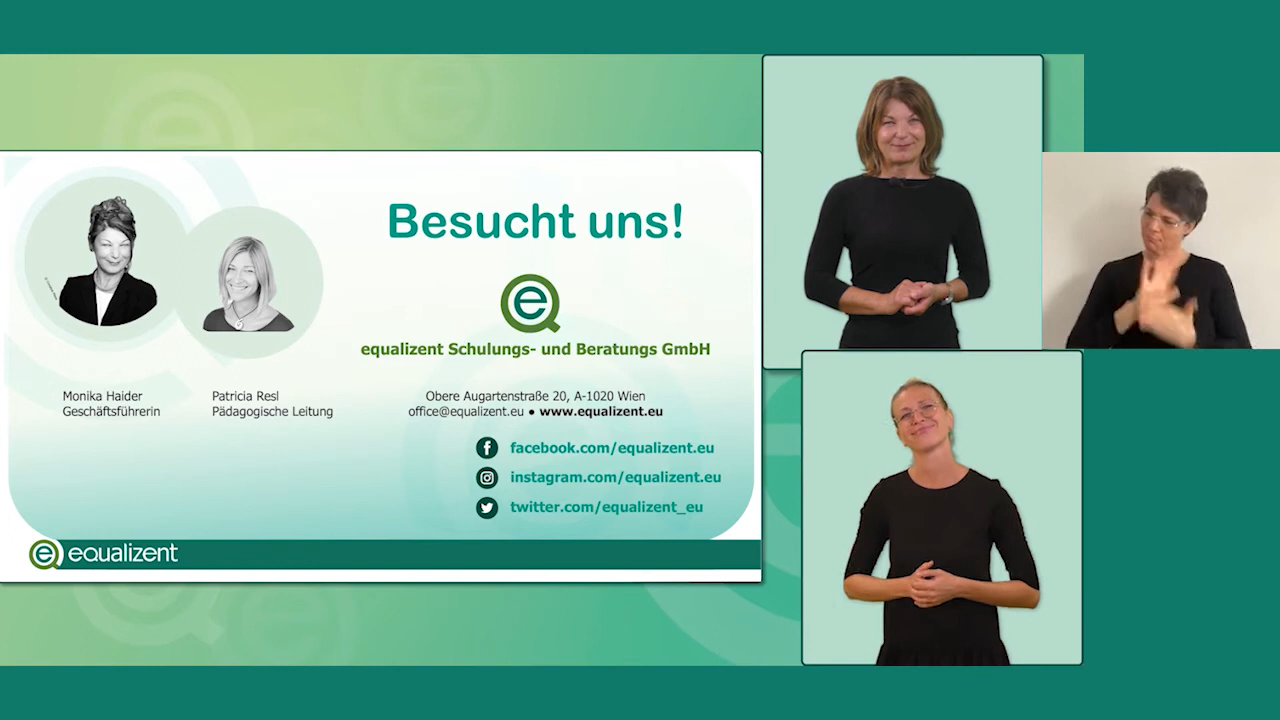 Besucht uns!
equalizent Schulungs- und Beratungs GmbH
Monika Haider
Geschäftsführerin
Patricia Resl
Pädagogische Leitung
Obere Augartenstraße 20, A-1020 Wien
office@equalizent.eu ● www.equalizent.eu
facebook.com/equalizent.eu
instagram.com/equalizent.eu
twitter.com/equalizent_eu
equalizent